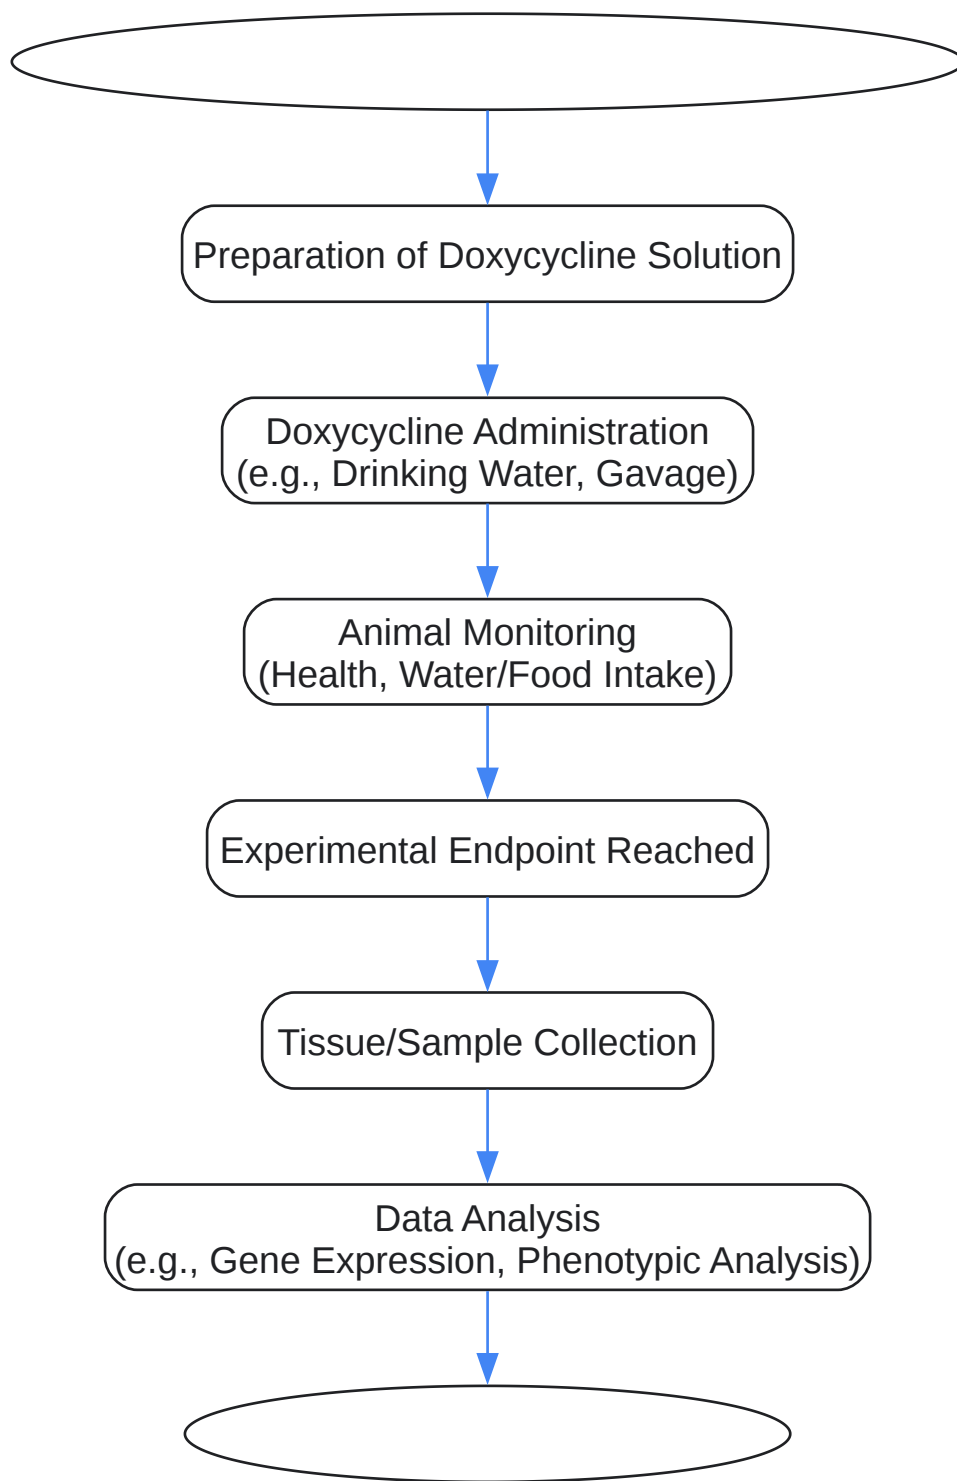 Preparation of Doxycycline Solution
Doxycycline Administration
(e.g., Drinking Water, Gavage)
Animal Monitoring
(Health, Water/Food Intake)
Experimental Endpoint Reached
Tissue/Sample Collection
Data Analysis
(e.g., Gene Expression, Phenotypic Analysis)